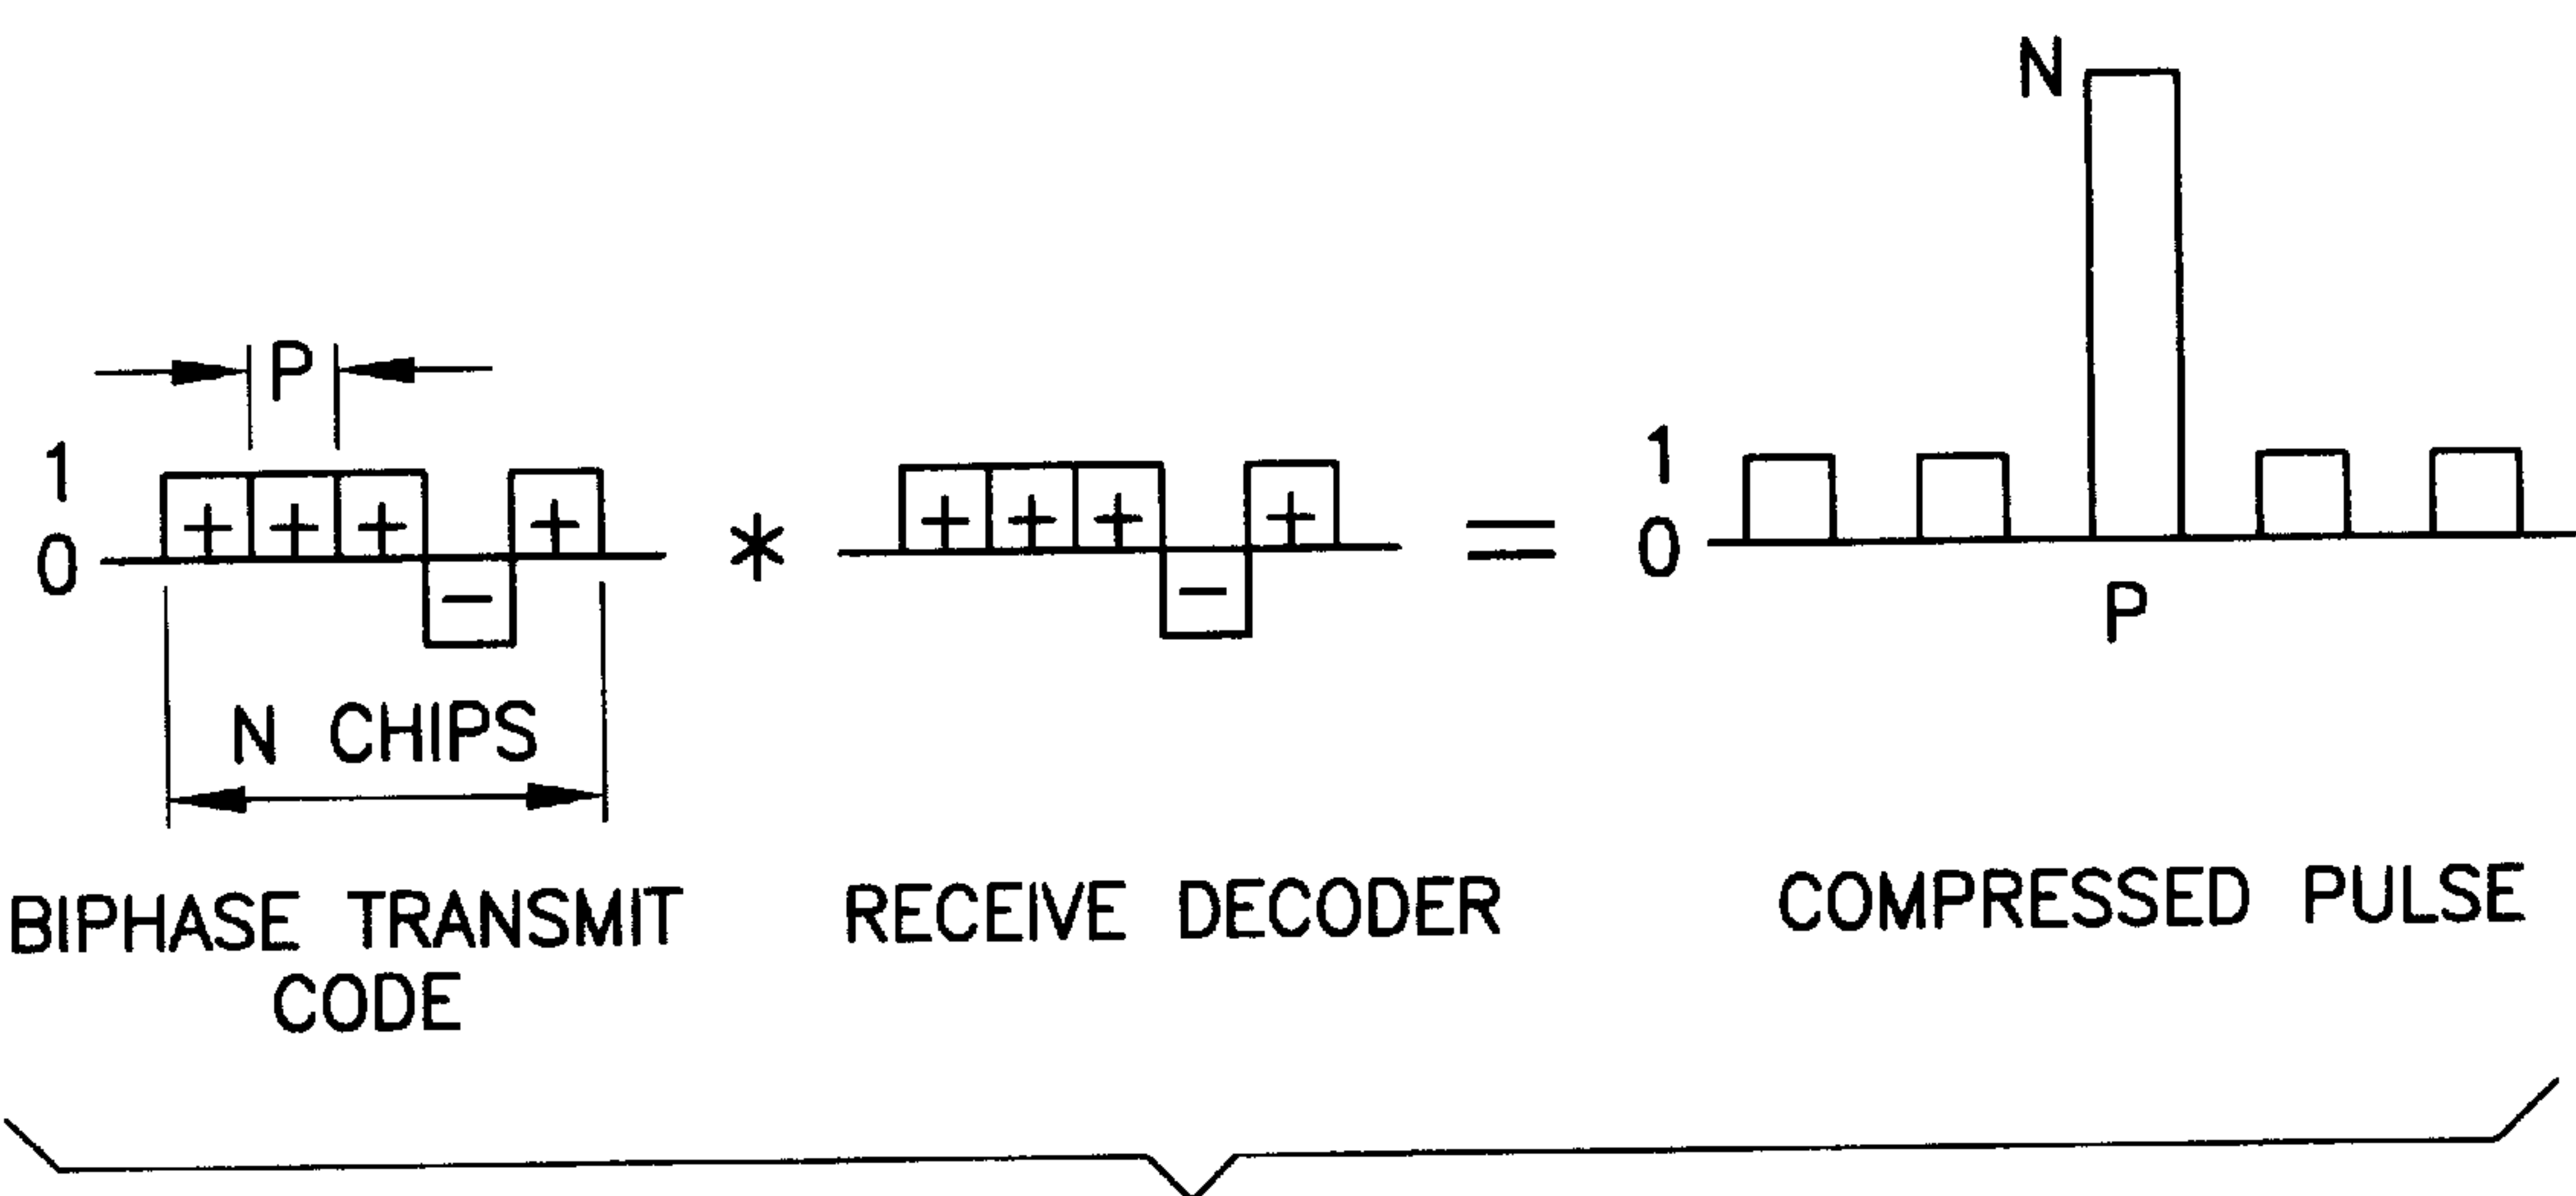 P
1
0
+ + + - +
N CHIPS
BIPHASE TRANSMIT
CODE
*
+ + + - +
RECEIVE DECODER
=
N
1
0
P
COMPRESSED PULSE